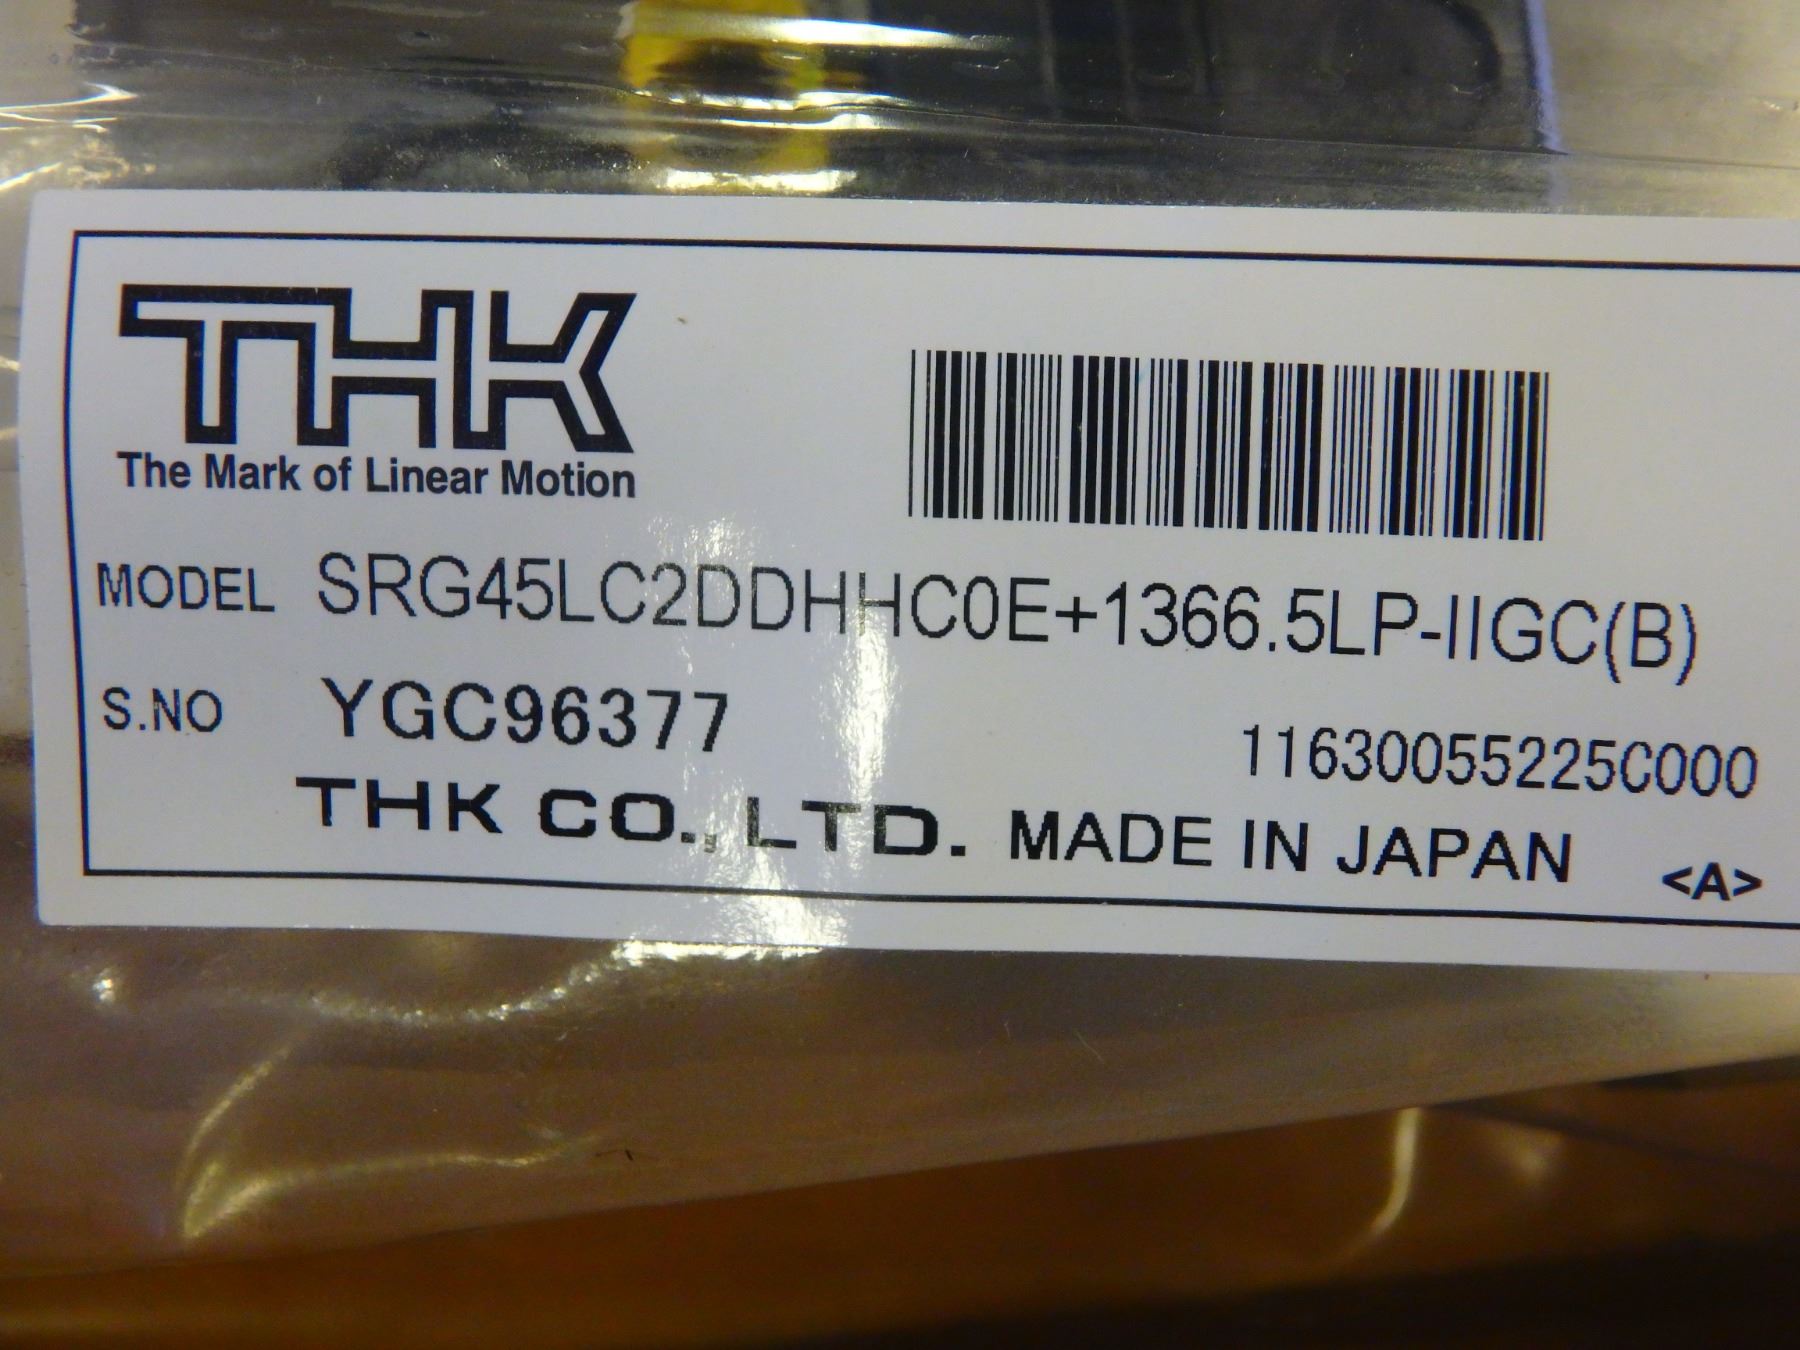 THK
The Mark of Linear Motion
MODEL SRG45LC2DDHHC0E+1366.5LP-IIGC(B)
S.NO YGC96377
11630055225C000
THK CO., LTD. MADE IN JAPAN <A>